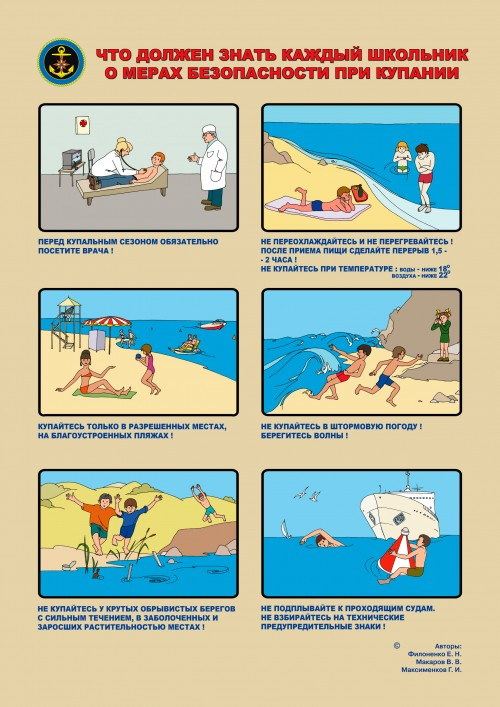 ЧТО ДОЛЖЕН ЗНАТЬ КАЖДЫЙ ШКОЛЬНИК
О МЕРАХ БЕЗОПАСНОСТИ ПРИ КУПАНИИ
ПЕРЕД КУПАЛЬНЫМ СЕЗОНОМ ОБЯЗАТЕЛЬНО
ПОСЕТИТЕ ВРАЧА !
НЕ ПЕРЕОХЛАЖДАЙТЕСЬ И НЕ ПЕРЕГРЕВАЙТЕСЬ !
ПОСЛЕ ПРИЕМА ПИЩИ СДЕЛАЙТЕ ПЕРЕРЫВ 1,5 -
- 2 ЧАСА !
НЕ КУПАЙТЕСЬ ПРИ ТЕМПЕРАТУРЕ : ВОДЫ - НИЖЕ 18°
ВОЗДУХА - НИЖЕ 22°
КУПАЙТЕСЬ ТОЛЬКО В РАЗРЕШЕННЫХ МЕСТАХ,
НА БЛАГОУСТРОЕННЫХ ПЛЯЖАХ !
НЕ КУПАЙТЕСЬ В ШТОРМОВУЮ ПОГОДУ !
БЕРЕГИТЕСЬ ВОЛНЫ !
НЕ КУПАЙТЕСЬ У КРУТЫХ ОБРЫВИСТЫХ БЕРЕГОВ
С СИЛЬНЫМ ТЕЧЕНИЕМ, В ЗАБОЛОЧЕННЫХ И
ЗАРОСШИХ РАСТИТЕЛЬНОСТЬЮ МЕСТАХ !
НЕ ПОДПЛЫВАЙТЕ К ПРОХОДЯЩИМ СУДАМ.
НЕ ВЗБИРАЙТЕСЬ НА ТЕХНИЧЕСКИЕ
ПРЕДУПРЕДИТЕЛЬНЫЕ ЗНАКИ !
© Авторы:
Филоненко Е. Н.
Макаров В. В.
Максименков Г. И.